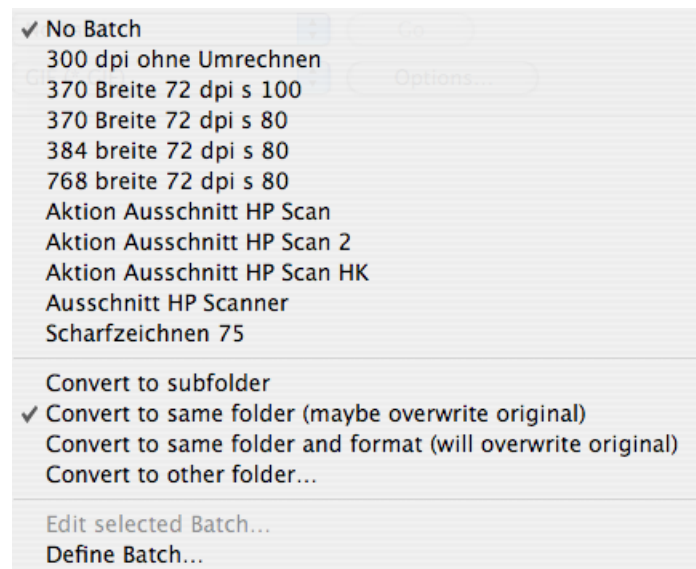 No Batch
300 dpi ohne Umrechnen
370 Breite 72 dpi s 100
370 Breite 72 dpi s 80
384 breite 72 dpi s 80
768 breite 72 dpi s 80
Aktion Ausschnitt HP Scan
Aktion Ausschnitt HP Scan 2
Aktion Ausschnitt HP Scan HK
Ausschnitt HP Scanner
Scharfzeichnen 75
Convert to subfolder
Convert to same folder (maybe overwrite original)
Convert to same folder and format (will overwrite original)
Convert to other folder...
Edit selected Batch...
Define Batch...
Go
Options...